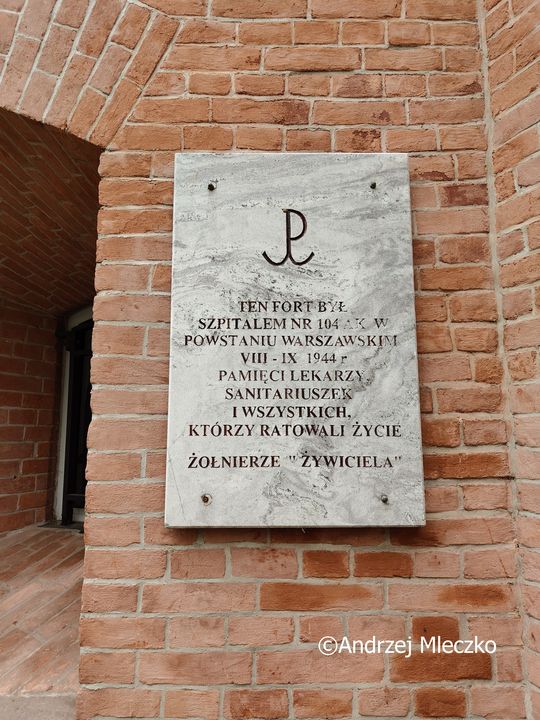 TEN FORT BYŁ
SZPITALEM NR 104 AK W
POWSTANIU WARSZAWSKIM
VIII - IX 1944 r
PAMIĘCI LEKARZY,
SANITARIUSZEK
I WSZYSTKICH,
KTÓRZY RATOWALI ŻYCIE
ŻOŁNIERZE "ŻYWICIELA"
©Andrzej Mleczko